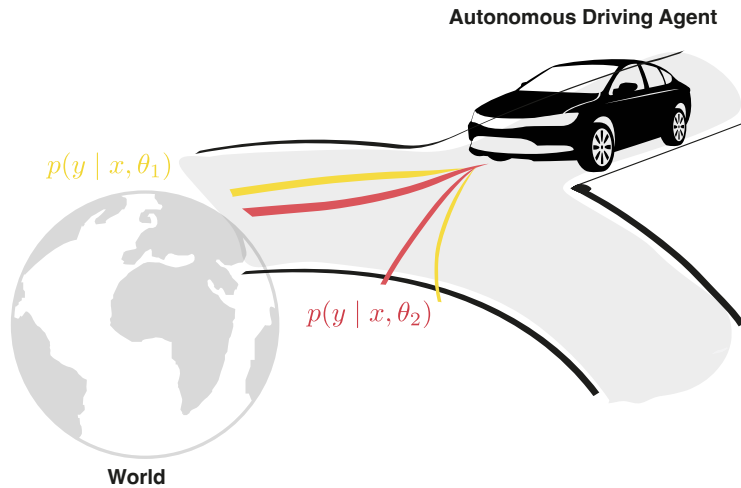 Autonomous Driving Agent
p(y | x, θ₁)
p(y | x, θ₂)
World